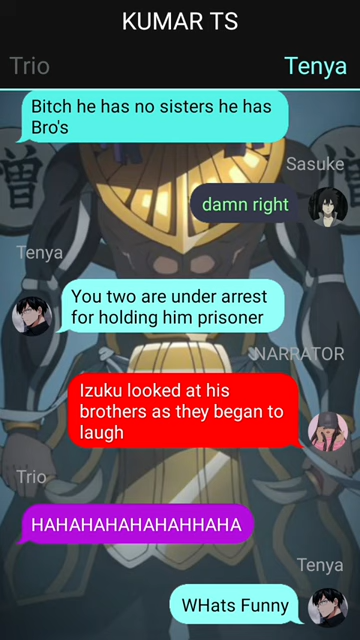 KUMAR TS
Trio
Tenya
Bitch he has no sisters he has
Bro's
Sasuke
damn right
Tenya
You two are under arrest
for holding him prisoner
NARRATOR
Izuku looked at his
brothers as they began to
laugh
Trio
HAHAHAHAHAHAHHAHA
Tenya
WHats Funny